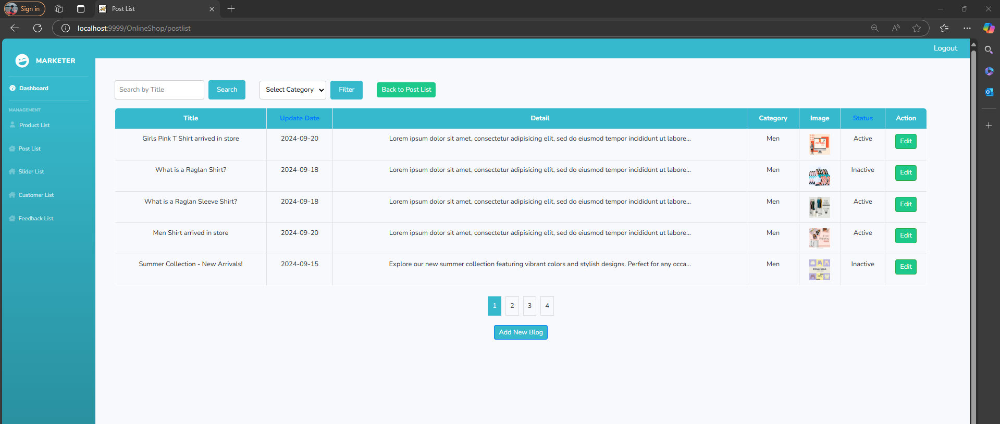 Sign in
Post List
localhost:9999/OnlineShop/postlist
Logout
MARKETER
Dashboard
MANAGEMENT
Product List
Post List
Slider List
Customer List
Feedback List
Search by Title Search Select Category Filter Back to Post List
Title Update Date Detail Category Image Status Action
Girls Pink T Shirt arrived in store 2024-09-20 Lorem ipsum dolor sit amet, consectetur adipisicing elit, sed do eiusmod tempor incididunt ut labore... Men Active Edit
What is a Raglan Shirt? 2024-09-18 Lorem ipsum dolor sit amet, consectetur adipisicing elit, sed do eiusmod tempor incididunt ut labore... Men Inactive Edit
What is a Raglan Sleeve Shirt? 2024-09-18 Lorem ipsum dolor sit amet, consectetur adipisicing elit, sed do eiusmod tempor incididunt ut labore... Men Active Edit
Men Shirt arrived in store 2024-09-20 Lorem ipsum dolor sit amet, consectetur adipisicing elit, sed do eiusmod tempor incididunt ut labore... Men Active Edit
Summer Collection - New Arrivals! 2024-09-15 Explore our new summer collection featuring vibrant colors and stylish designs. Perfect for any occa... Men FINAL SALE Inactive Edit
1 2 3 4
Add New Blog